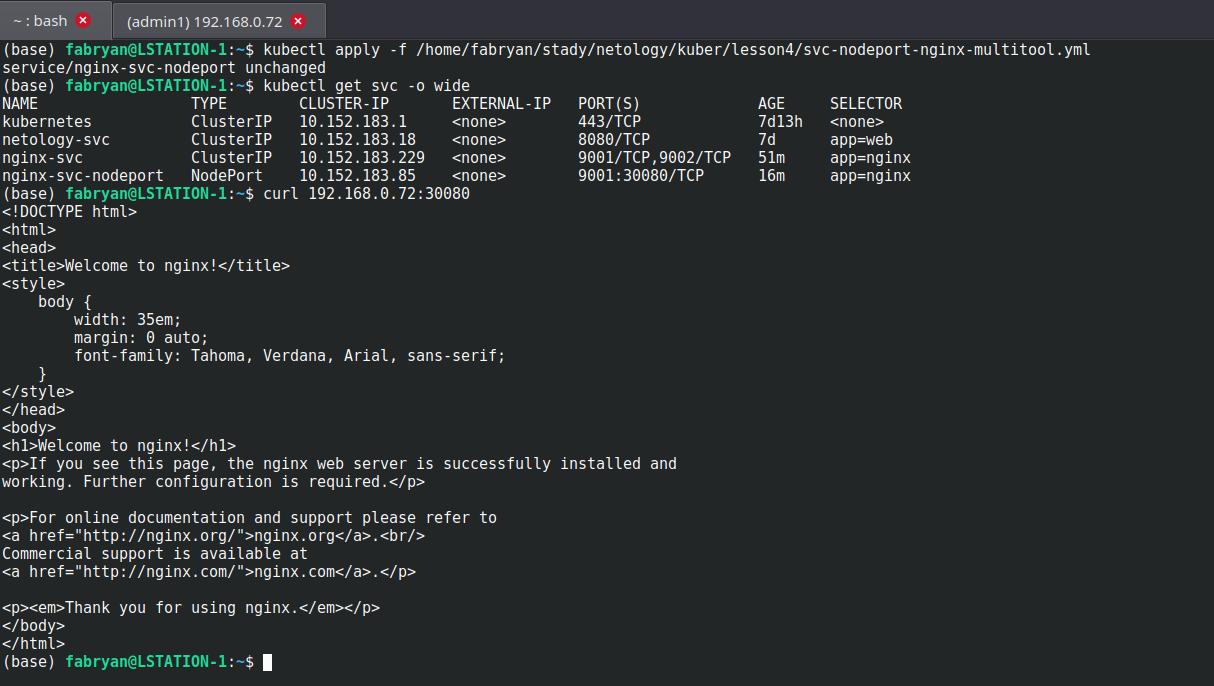 ~ : bash
(admin1) 192.168.0.72
(base) fabryan@LSTATION-1:~$ kubectl apply -f /home/fabryan/stady/netology/kuber/lesson4/svc-nodeport-nginx-multitool.yml
service/nginx-svc-nodeport unchanged
(base) fabryan@LSTATION-1:~$ kubectl get svc -o wide
NAME                 TYPE        CLUSTER-IP       EXTERNAL-IP   PORT(S)             AGE     SELECTOR
kubernetes           ClusterIP   10.152.183.1     <none>        443/TCP             7d13h   <none>
netology-svc         ClusterIP   10.152.183.18    <none>        8080/TCP            7d      app=web
nginx-svc            ClusterIP   10.152.183.229   <none>        9001/TCP,9002/TCP   51m     app=nginx
nginx-svc-nodeport   NodePort    10.152.183.85    <none>        9001:30080/TCP      16m     app=nginx
(base) fabryan@LSTATION-1:~$ curl 192.168.0.72:30080
<!DOCTYPE html>
<html>
<head>
<title>Welcome to nginx!</title>
<style>
    body {
        width: 35em;
        margin: 0 auto;
        font-family: Tahoma, Verdana, Arial, sans-serif;
    }
</style>
</head>
<body>
<h1>Welcome to nginx!</h1>
<p>If you see this page, the nginx web server is successfully installed and
working. Further configuration is required.</p>

<p>For online documentation and support please refer to
<a href="http://nginx.org/">nginx.org</a>.<br/>
Commercial support is available at
<a href="http://nginx.com/">nginx.com</a>.</p>

<p><em>Thank you for using nginx.</em></p>
</body>
</html>
(base) fabryan@LSTATION-1:~$